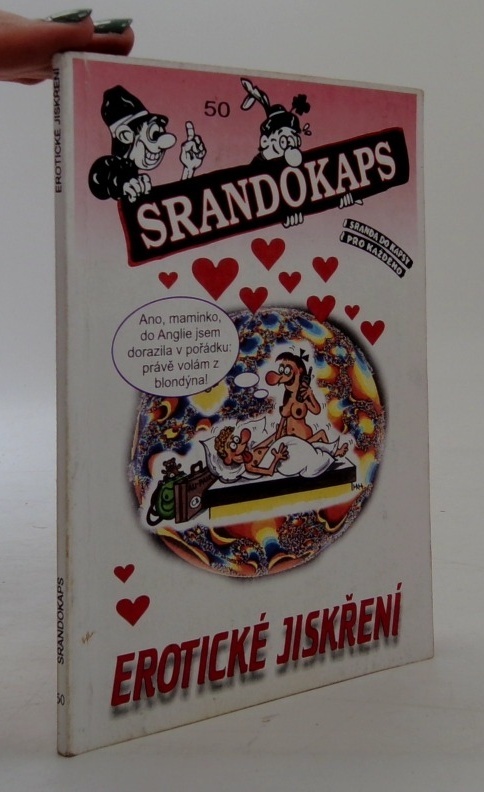 50
SRANDOKAPS
SRANDA DO KAPSY
PRO KAŽDÉHO
Ano, maminko,
do Anglie jsem
dorazila v pořádku:
právě volám z
blondýna!
EROTICKÉ JISKŘENÍ
EROTICKÉ JISKŘENÍ
SRANDOKAPS
50